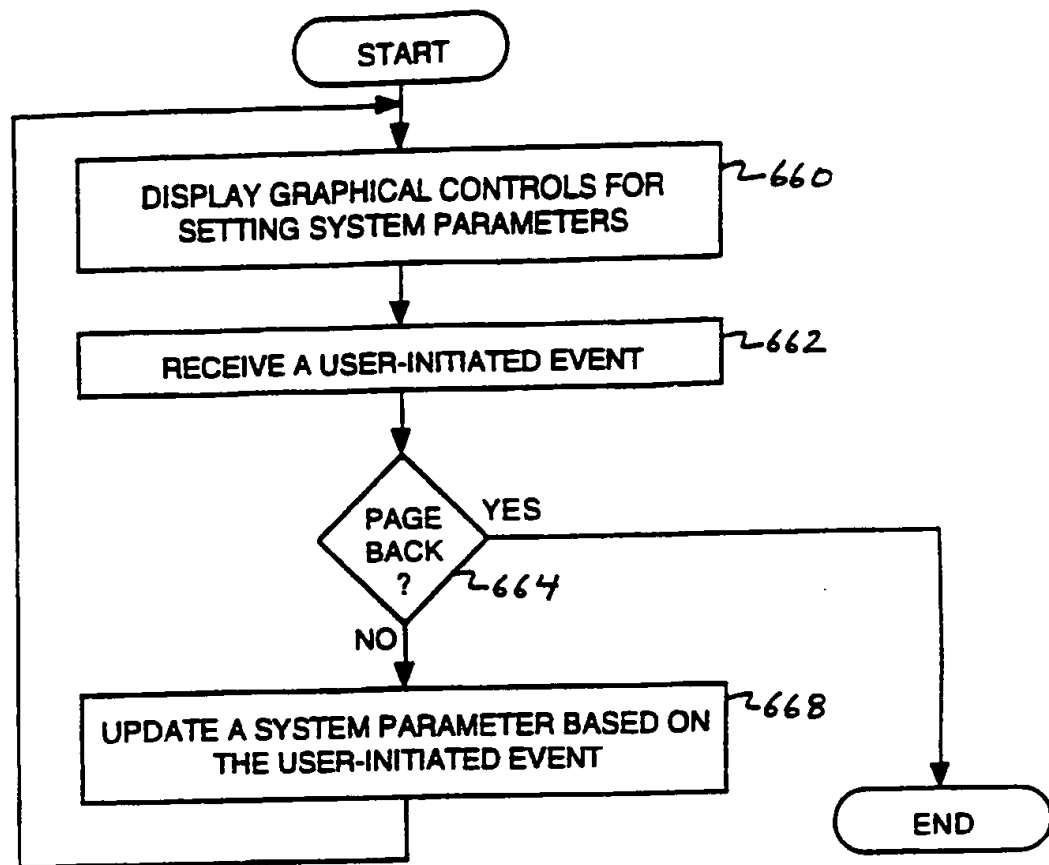 START
DISPLAY GRAPHICAL CONTROLS FOR
SETTING SYSTEM PARAMETERS
660
RECEIVE A USER-INITIATED EVENT
662
PAGE
BACK
?
YES
664
NO
UPDATE A SYSTEM PARAMETER BASED ON
THE USER-INITIATED EVENT
668
END